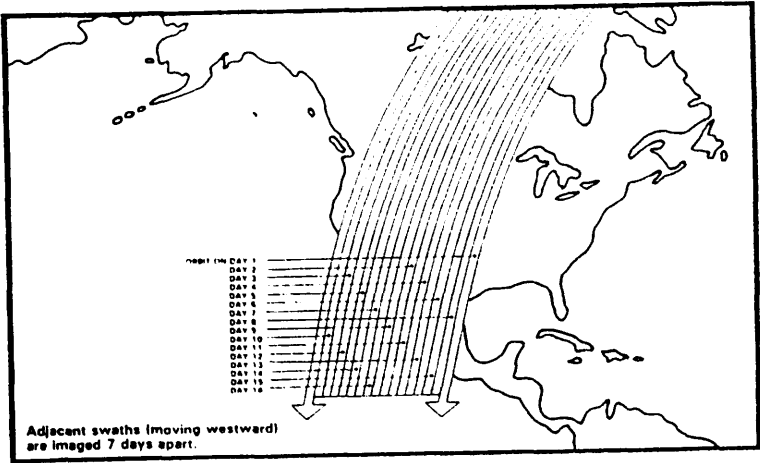 ORBIT ON DAY 1
DAY 2
DAY 3
DAY 4
DAY 5
DAY 6
DAY 7
DAY 8
DAY 9
DAY 10
DAY 11
DAY 12
DAY 13
DAY 14
DAY 15
DAY 16
Adjacent swaths (moving westward)
are imaged 7 days apart.